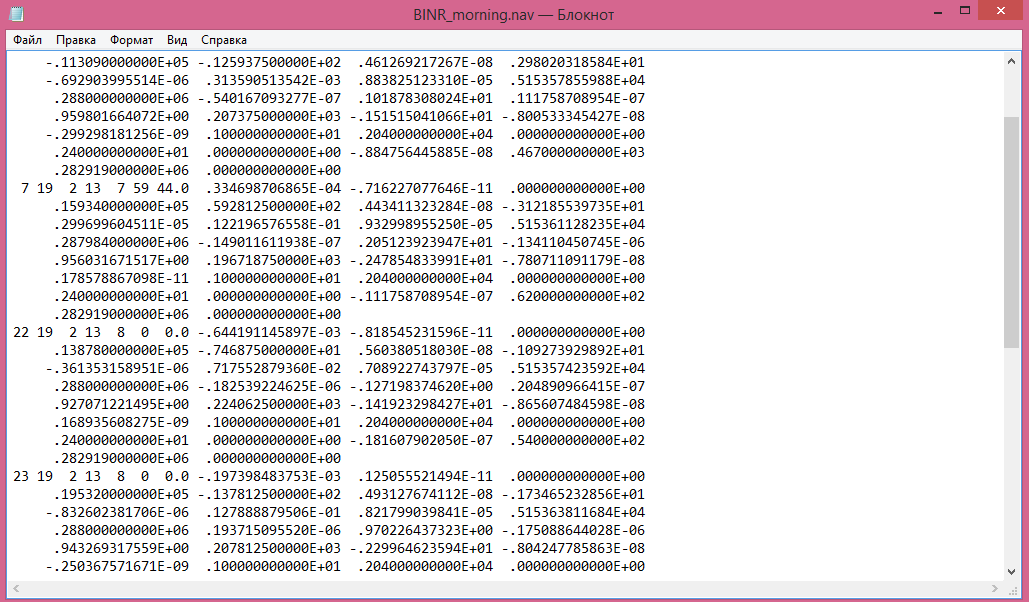 BINR_morning.nav — Блокнот
Файл Правка Формат Вид Справка
-.113090000000E+05 -.125937500000E+02 .461269217267E-08 .298020318584E+01
-.692903995514E-06 .313590513542E-03 .883825123310E-05 .515357855988E+04
.288000000000E+06 -.540167093277E-07 .101878308024E+01 .111758708954E-07
.959801664072E+00 .207375000000E+03 -.151515041066E+01 -.800533345427E-08
-.299298181256E-09 .100000000000E+01 .204000000000E+04 .000000000000E+00
.240000000000E+01 .000000000000E+00 -.884756445885E-08 .467000000000E+03
.282919000000E+06 .000000000000E+00
7 19 2 13 7 59 44.0 .334698706865E-04 -.716227077646E-11 .000000000000E+00
.159340000000E+05 .592812500000E+02 .443411323284E-08 -.312185539735E+01
.299699604511E-05 .122196576558E-01 .932998955250E-05 .515361128235E+04
.287984000000E+06 -.149011611938E-07 .205123923947E+01 -.134110450745E-06
.956031671517E+00 .196718750000E+03 -.247854833991E+01 -.780711091179E-08
.178578867098E-11 .100000000000E+01 .204000000000E+04 .000000000000E+00
.240000000000E+01 .000000000000E+00 -.111758708954E-07 .620000000000E+02
.282919000000E+06 .000000000000E+00
22 19 2 13 8 0 0.0 -.644191145897E-03 -.818545231596E-11 .000000000000E+00
.138780000000E+05 -.746875000000E+01 .560380518030E-08 -.109273929892E+01
-.361353158951E-06 .717552879360E-02 .708922743797E-05 .515357423592E+04
.288000000000E+06 -.182539224625E-06 -.127198374620E+00 .204890966415E-07
.927071221495E+00 .224062500000E+03 -.141923298427E+01 -.865607484598E-08
.168935608275E-09 .100000000000E+01 .204000000000E+04 .000000000000E+00
.240000000000E+01 .000000000000E+00 -.181607902050E-07 .540000000000E+02
.282919000000E+06 .000000000000E+00
23 19 2 13 8 0 0.0 -.197398483753E-03 .125055521494E-11 .000000000000E+00
.195320000000E+05 -.137812500000E+02 .493127674112E-08 -.173465232856E+01
-.832602381706E-06 .127888879506E-01 .821799039841E-05 .515363811684E+04
.288000000000E+06 .193715095520E-06 .970226437323E+00 -.175088644028E-06
.943269317559E+00 .207812500000E+03 -.229964623594E+01 -.804247785863E-08
-.250367571671E-09 .100000000000E+01 .204000000000E+04 .000000000000E+00